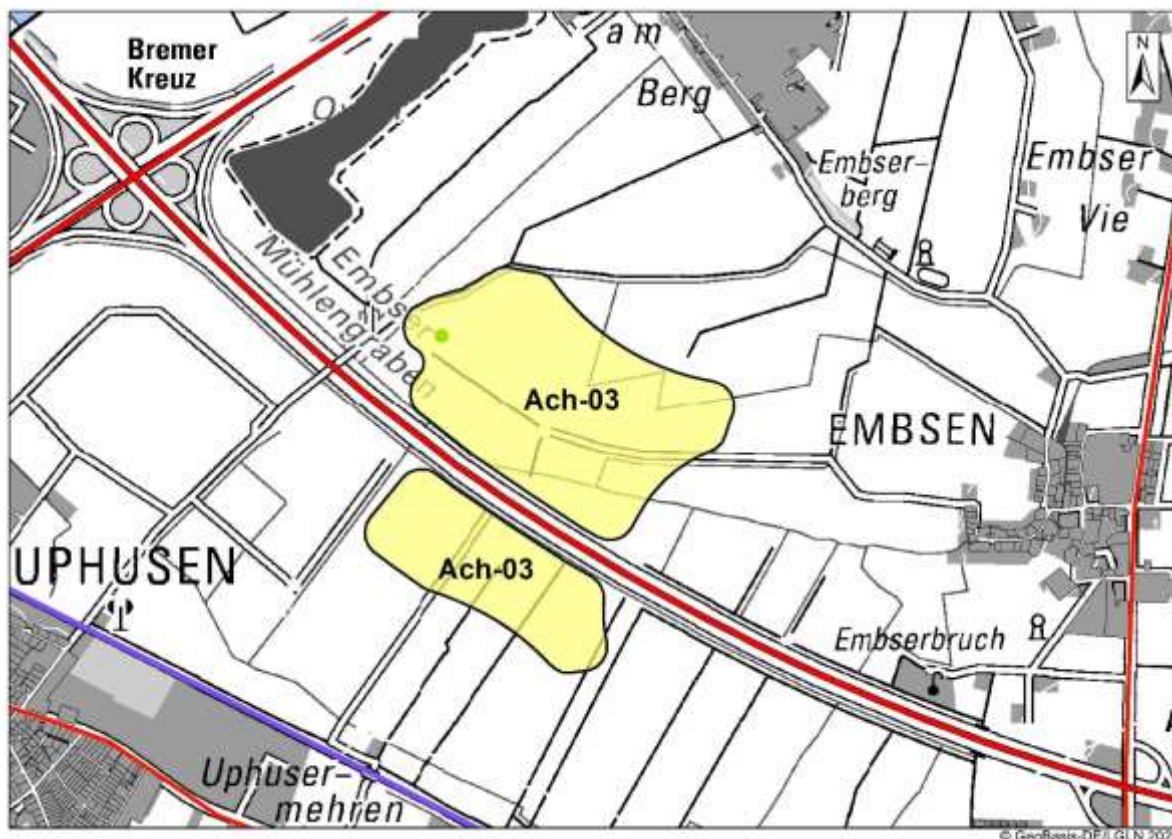 am
Berg
N
Bremer
Kreuz
Embser-
berg
Embser
Vie
Embser
Mühlengraben
Ach-03
EMBSEN
UPHUSEN
Ach-03
Embserbruch
Uphuser-
mehren